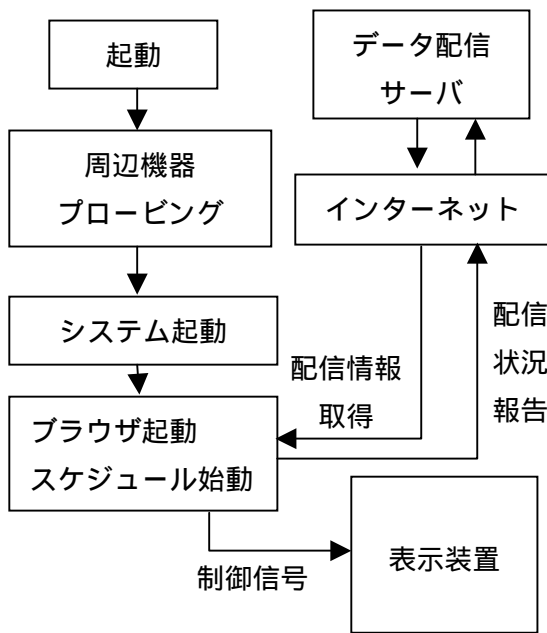 起動
データ配信
サーバ
周辺機器
プロービング
インターネット
システム起動
配信情報
取得
配信
状況
報告
ブラウザ起動
スケジュール始動
制御信号
表示装置